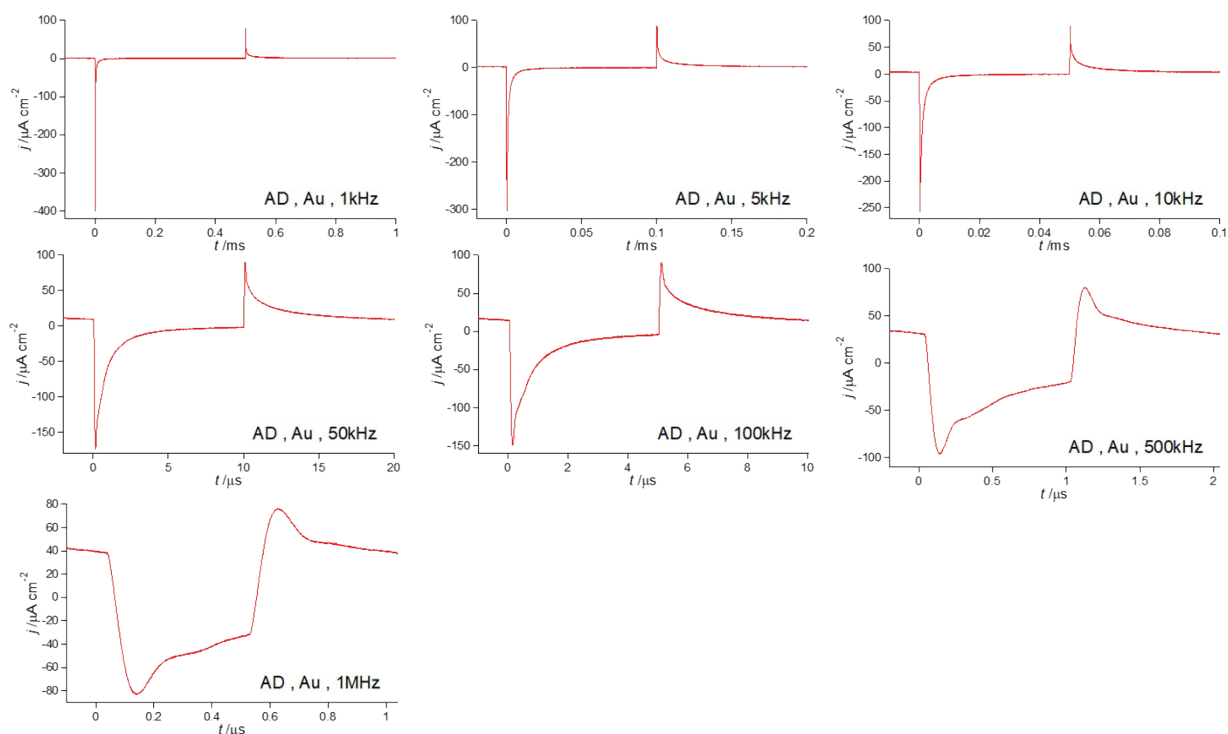 100
0
-100
-200
-300
-400
j /µA cm⁻²
AD , Au , 1kHz
0 0.2 0.4 0.6 0.8 1
t /ms
100
0
-100
-200
-300
j /µA cm⁻²
AD , Au , 5kHz
0 0.05 0.1 0.15 0.2
t /ms
100
50
0
-50
-100
-150
-200
-250
j /µA cm⁻²
AD , Au , 10kHz
0 0.02 0.04 0.06 0.08 0.1
t /ms
100
50
0
-50
-100
-150
j /µA cm⁻²
AD , Au , 50kHz
0 5 10 15 20
t /µs
100
50
0
-50
-100
-150
j /µA cm⁻²
AD , Au , 100kHz
0 2 4 6 8 10
t /µs
100
50
0
-50
-100
j /µA cm⁻²
AD , Au , 500kHz
0 0.5 1 1.5 2
t /µs
80
60
40
20
0
-20
-40
-60
-80
j /µA cm⁻²
AD , Au , 1MHz
0 0.2 0.4 0.6 0.8 1
t /µs